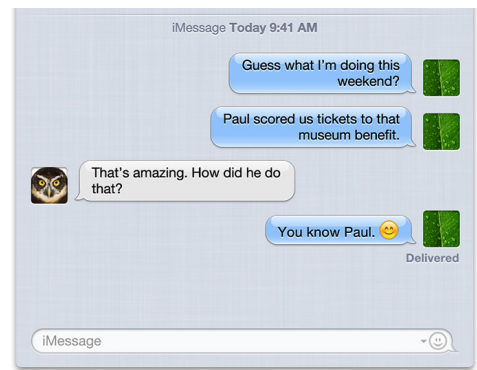 iMessage Today 9:41 AM
Guess what I'm doing this
weekend?
Paul scored us tickets to that
museum benefit.
That's amazing. How did he do
that?
You know Paul. 😊
Delivered
iMessage